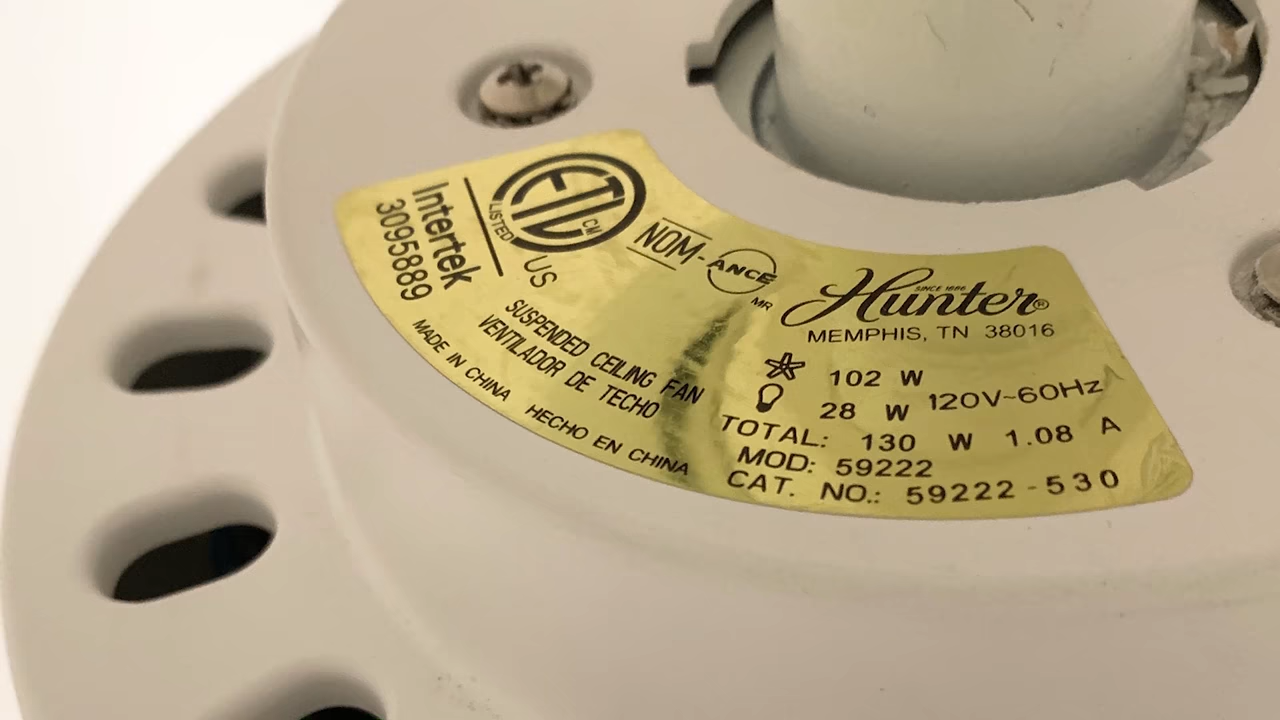 Intertek
3095889
ETL CM
LISTED
US
NOM-ANCE
MR
SUSPENDED CEILING FAN
VENTILADOR DE TECHO
MADE IN CHINA HECHO EN CHINA
SINCE 1886
Hunter®
MEMPHIS, TN 38016
102 W
28 W 120V~60Hz
TOTAL: 130 W 1.08 A
MOD: 59222
CAT. NO.: 59222-530